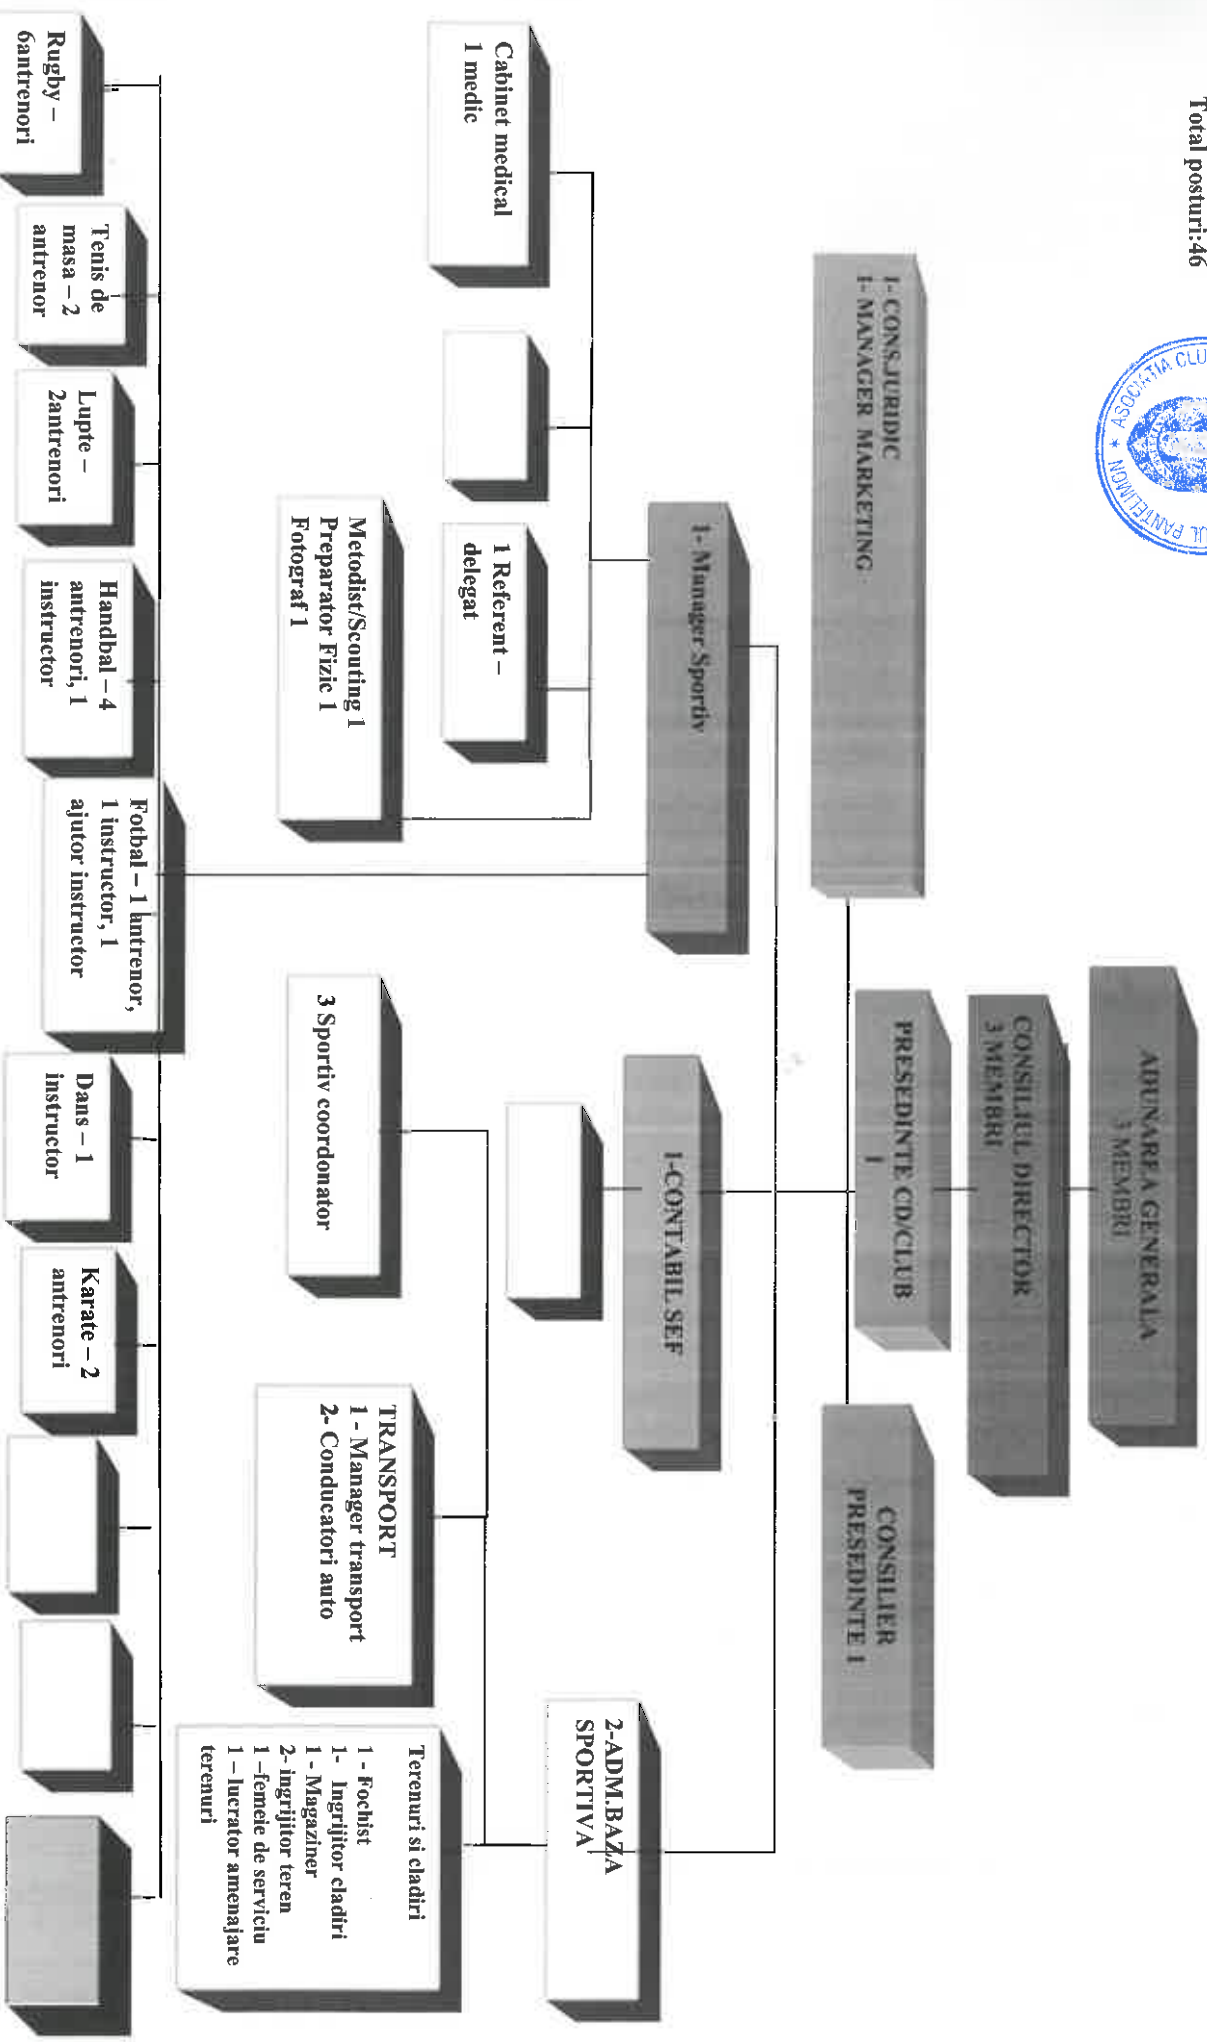 Total posturi:46
ASOCIATIA CLU
UL PANTELIMON *
ADUNAREA GENERALA
3 MEMBRI
CONSILIUL DIRECTOR
3 MEMBRI
PRESEDINTE CD/CLUB
1
1- CONS.JURIDIC
1- MANAGER MARKETING
CONSILIER
PRESEDINTE 1
1- Manager Sportiv
1-CONTABIL SEF
2-ADM.BAZA
SPORTIVA
Cabinet medical
1 medic
1 Referent –
delegat
Metodist/Scouting 1
Preparator Fizic 1
Fotograf 1
3 Sportiv coordonator
TRANSPORT
1 - Manager transport
2- Conducatori auto
Terenuri si cladiri
1 - Fochist
1- Ingrijitor cladiri
1 - Magaziner
2- ingrijitor teren
1 –femeie de serviciu
1 – lucrator amenajare
terenuri
Rugby –
6antrenori
Tenis de
masa – 2
antrenor
Lupte –
2antrenori
Handbal – 4
antrenori, 1
instructor
Fotbal – 1 antrenor,
1 instructor, 1
ajutor instructor
Dans – 1
instructor
Karate – 2
antrenori